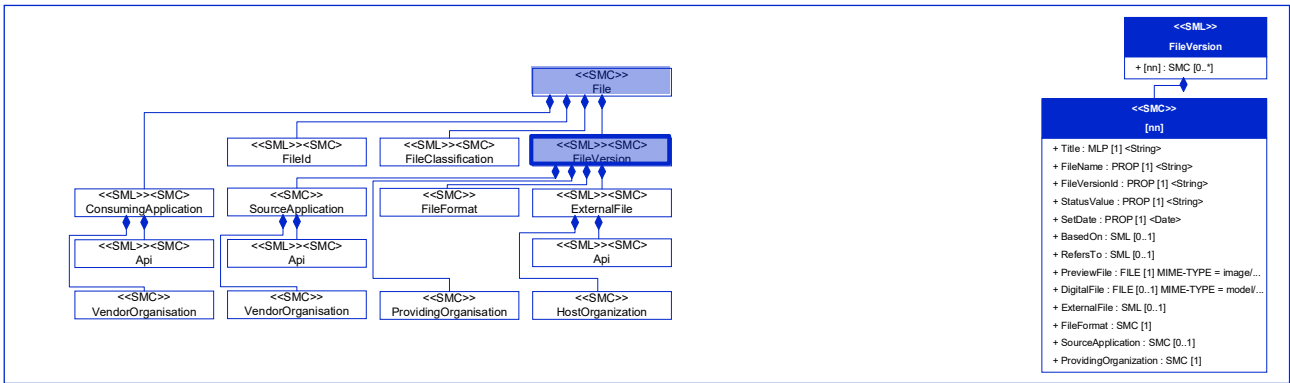 <<SML>>
FileVersion
+ [nn] : SMC [0..*]
<<SMC>>
File
<<SMC>>
[nn]
+ Title : MLP [1] <String>
+ FileName : PROP [1] <String>
+ FileVersionId : PROP [1] <String>
+ StatusValue : PROP [1] <String>
+ SetDate : PROP [1] <Date>
+ BasedOn : SML [0..1]
+ RefersTo : SML [0..1]
+ PreviewFile : FILE [1] MIME-TYPE = image/...
+ DigitalFile : FILE [0..1] MIME-TYPE = model/...
+ ExternalFile : SML [0..1]
+ FileFormat : SMC [1]
+ SourceApplication : SMC [0..1]
+ ProvidingOrganization : SMC [1]
<<SML>><SMC>
FileId
<<SML>><SMC>
FileClassification
<<SML>><SMC>
FileVersion
<<SML>><SMC>
ConsumingApplication
<<SML>><SMC>
SourceApplication
<<SMC>>
FileFormat
<<SML>><SMC>
ExternalFile
<<SML>><SMC>
Api
<<SML>><SMC>
Api
<<SML>><SMC>
Api
<<SMC>>
VendorOrganisation
<<SMC>>
VendorOrganisation
<<SMC>>
ProvidingOrganisation
<<SMC>>
HostOrganization